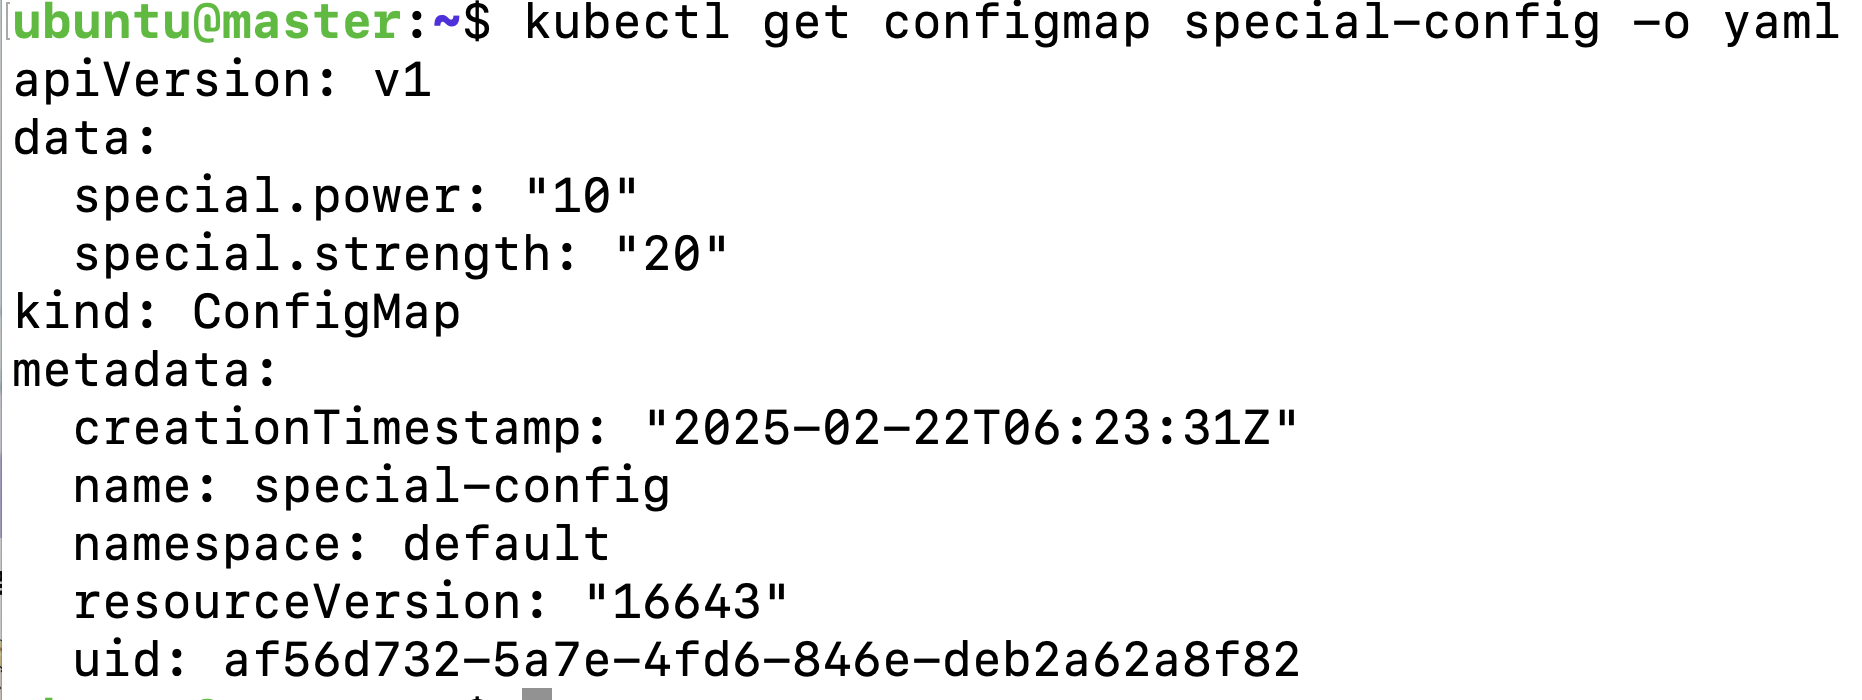 ubuntu@master:~$ kubectl get configmap special-config -o yaml
apiVersion: v1
data:
  special.power: "10"
  special.strength: "20"
kind: ConfigMap
metadata:
  creationTimestamp: "2025-02-22T06:23:31Z"
  name: special-config
  namespace: default
  resourceVersion: "16643"
  uid: af56d732-5a7e-4fd6-846e-deb2a62a8f82